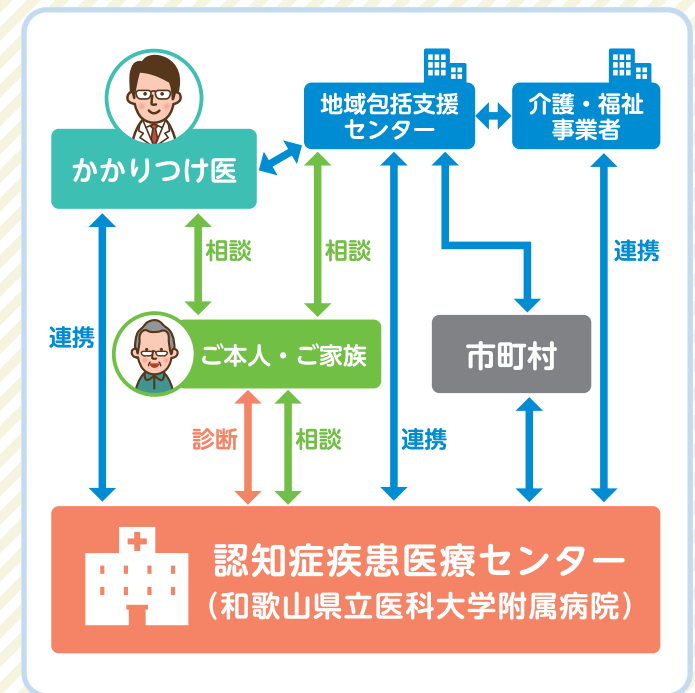 地域包括支援
センター
介護・福祉
事業者
かかりつけ医
相談
相談
連携
連携
ご本人・ご家族
市町村
診断
相談
連携
認知症疾患医療センター
（和歌山県立医科大学附属病院）